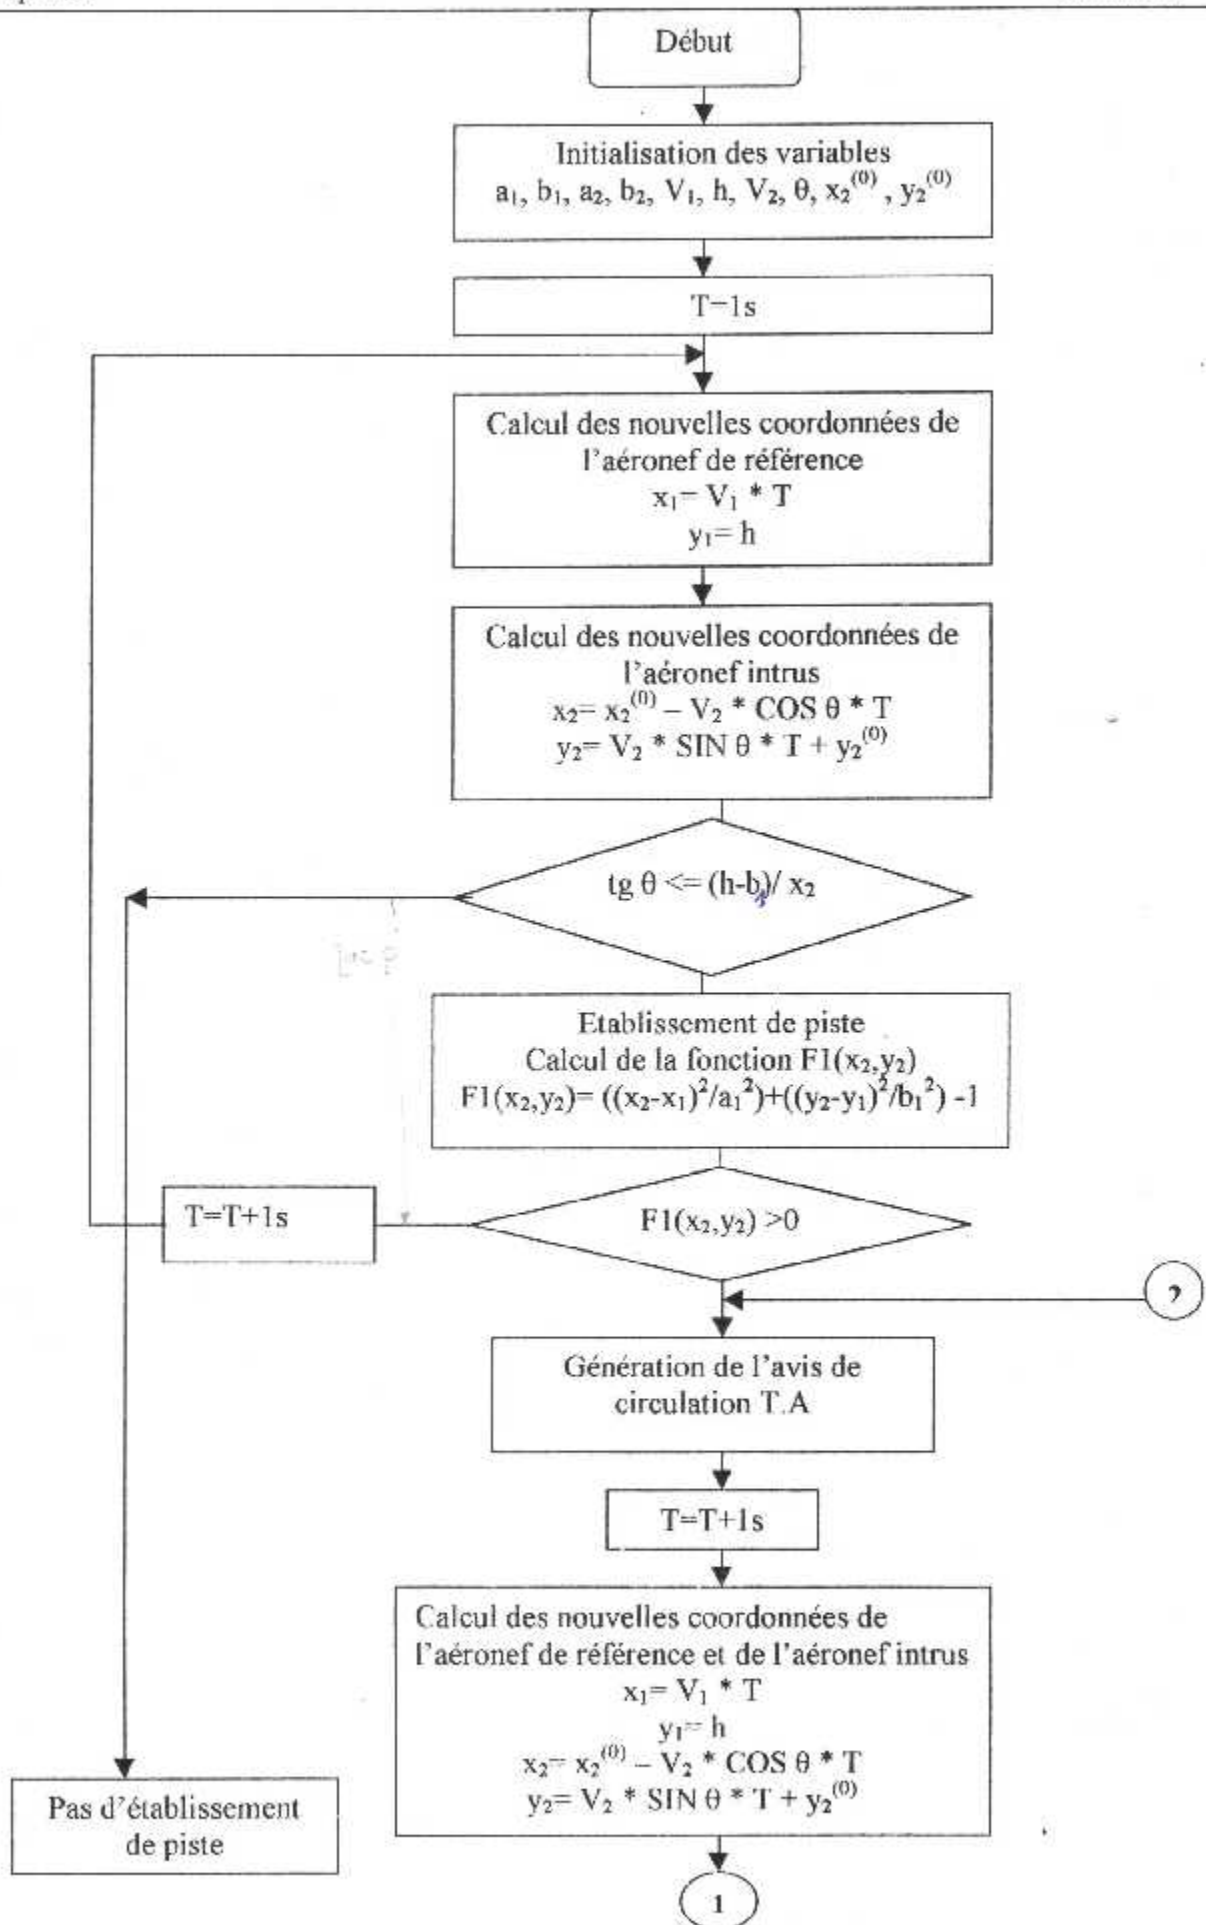 Début
Initialisation des variables
a₁, b₁, a₂, b₂, V₁, h, V₂, θ, x₂⁽⁰⁾ , y₂⁽⁰⁾
T=1s
Calcul des nouvelles coordonnées de
l'aéronef de référence
x₁= V₁ * T
y₁= h
Calcul des nouvelles coordonnées de
l'aéronef intrus
x₂= x₂⁽⁰⁾ – V₂ * COS θ * T
y₂= V₂ * SIN θ * T + y₂⁽⁰⁾
tg θ <= (h-b₁)/ x₂
Etablissement de piste
Calcul de la fonction F1(x₂,y₂)
F1(x₂,y₂)= ((x₂-x₁)²/a₁²)+((y₂-y₁)²/b₁²) -1
T=T+1s
F1(x₂,y₂) >0
2
Génération de l'avis de
circulation T.A
T=T+1s
Calcul des nouvelles coordonnées de
l'aéronef de référence et de l'aéronef intrus
x₁= V₁ * T
y₁= h
x₂= x₂⁽⁰⁾ – V₂ * COS θ * T
y₂= V₂ * SIN θ * T + y₂⁽⁰⁾
Pas d'établissement
de piste
1